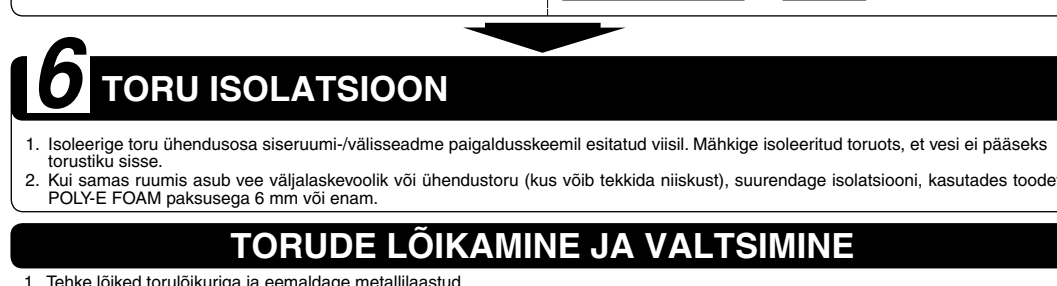 6 TORU ISOLATSIOON
1. Isoleerige toru ühendusosa siseruumi-/välisseadme paigaldusskeemil esitatud viisil. Mähkige isoleeritud toruots, et vesi ei pääseks
torustiku sisse.
2. Kui samas ruumis asub vee väljalaskevoolik või ühendustoru (kus võib tekkida niiskust), suurendage isolatsiooni, kasutades toode
POLY-E FOAM paksusega 6 mm või enam.
TORUDE LÕIKAMINE JA VALTSIMINE
1. Tehke lõiked torulõikuriga ja eemaldage metallilaastud